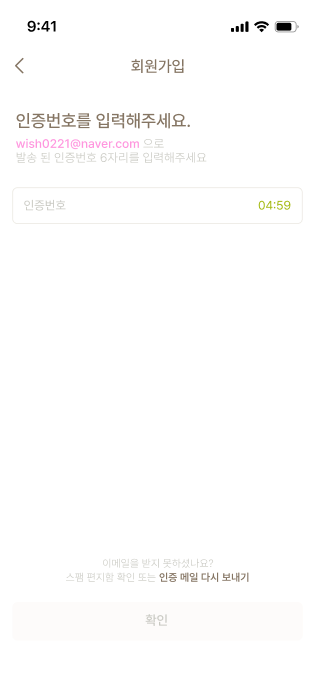 9:41
회원가입
인증번호를 입력해주세요.
wish0221@naver.com 으로
발송 된 인증번호 6자리를 입력해주세요
인증번호 04:59
이메일을 받지 못하셨나요?
스팸 편지함 확인 또는 인증 메일 다시 보내기
확인